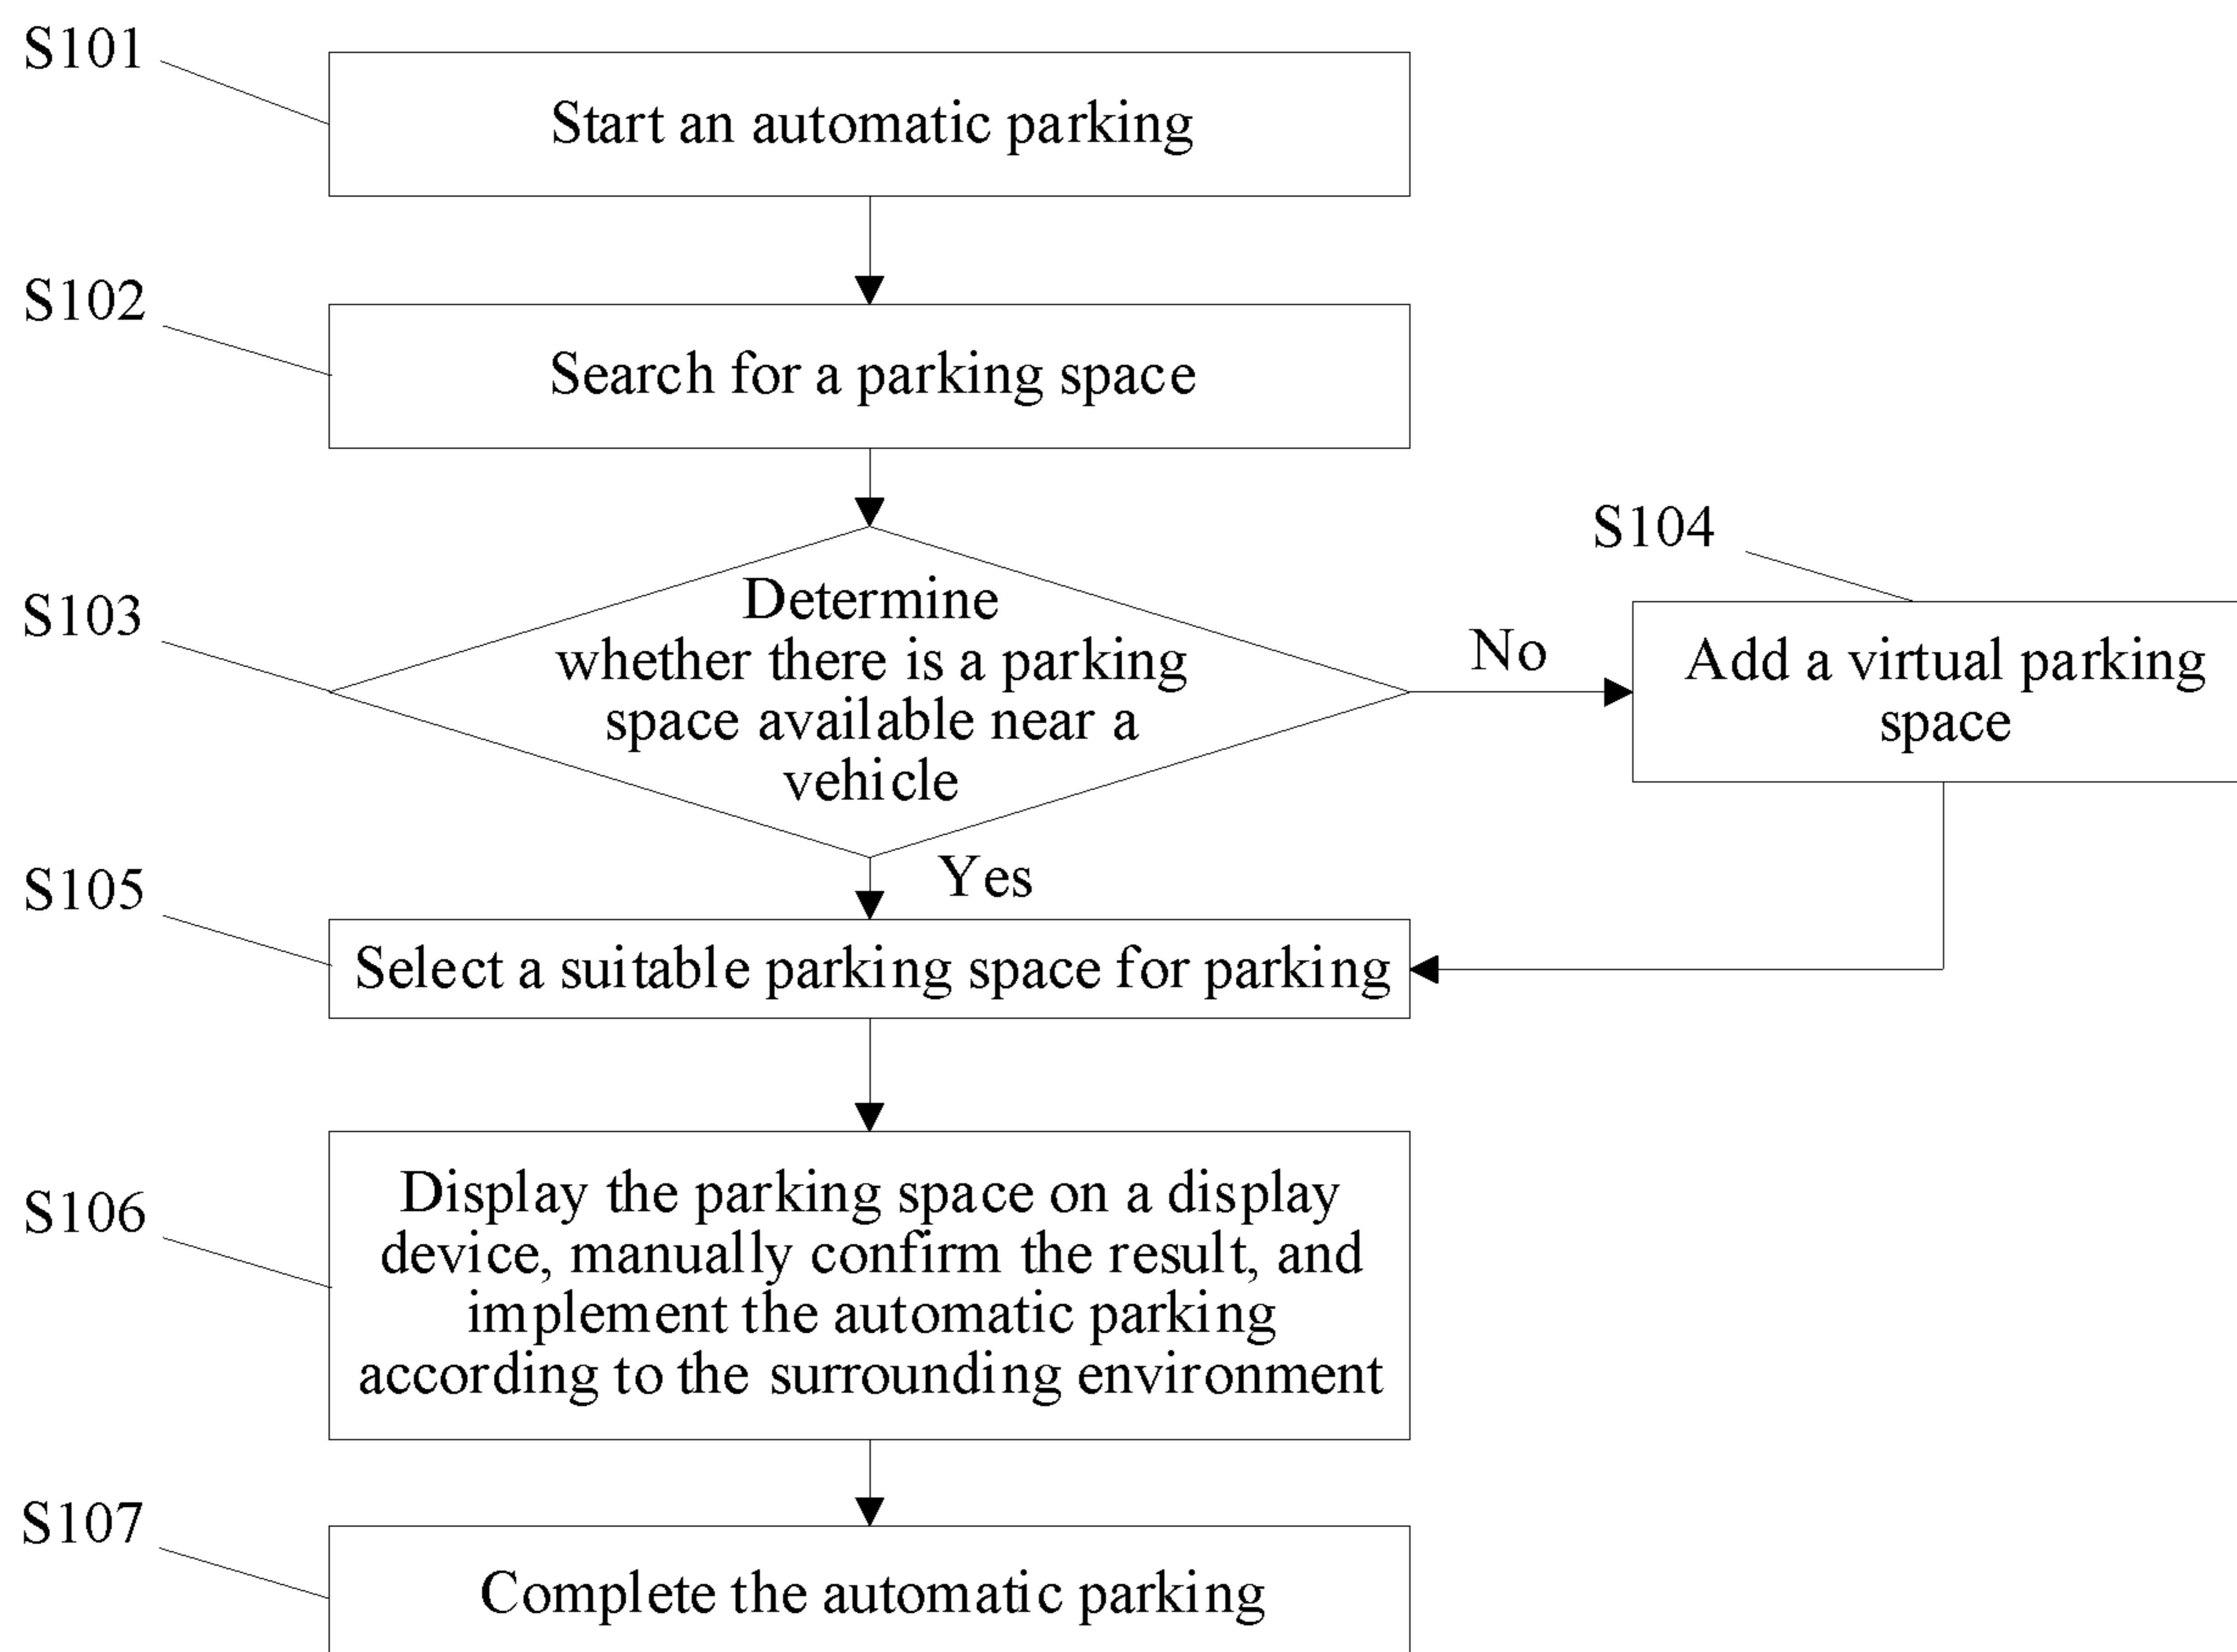 S101
Start an automatic parking
S102
Search for a parking space
S103
Determine
whether there is a parking
space available near a
vehicle
No
S104
Add a virtual parking
space
Yes
S105
Select a suitable parking space for parking
S106
Display the parking space on a display
device, manually confirm the result, and
implement the automatic parking
according to the surrounding environment
S107
Complete the automatic parking